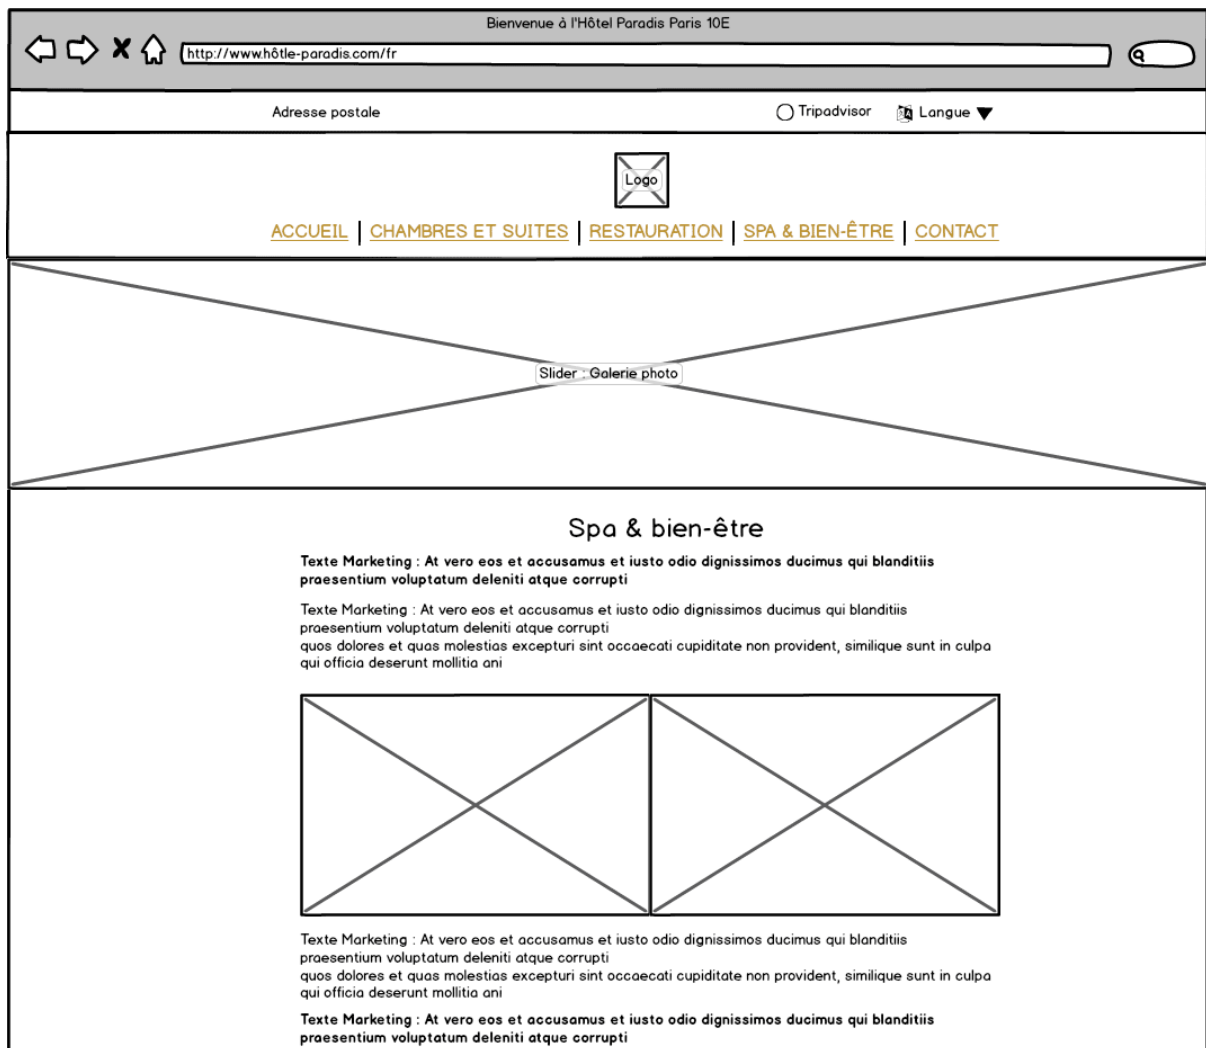 Bienvenue à l'Hôtel Paradis Paris 10E
http://www.hôtle-paradis.com/fr
Adresse postale
Tripadvisor
Langue
Logo
ACCUEIL | CHAMBRES ET SUITES | RESTAURATION | SPA & BIEN-ÊTRE | CONTACT
Slider : Galerie photo
Spa & bien-être
Texte Marketing : At vero eos et accusamus et iusto odio dignissimos ducimus qui blanditiis
praesentium voluptatum deleniti atque corrupti
Texte Marketing : At vero eos et accusamus et iusto odio dignissimos ducimus qui blanditiis
praesentium voluptatum deleniti atque corrupti
quos dolores et quas molestias excepturi sint occaecati cupiditate non provident, similique sunt in culpa
qui officia deserunt mollitia ani
Texte Marketing : At vero eos et accusamus et iusto odio dignissimos ducimus qui blanditiis
praesentium voluptatum deleniti atque corrupti
quos dolores et quas molestias excepturi sint occaecati cupiditate non provident, similique sunt in culpa
qui officia deserunt mollitia ani
Texte Marketing : At vero eos et accusamus et iusto odio dignissimos ducimus qui blanditiis
praesentium voluptatum deleniti atque corrupti